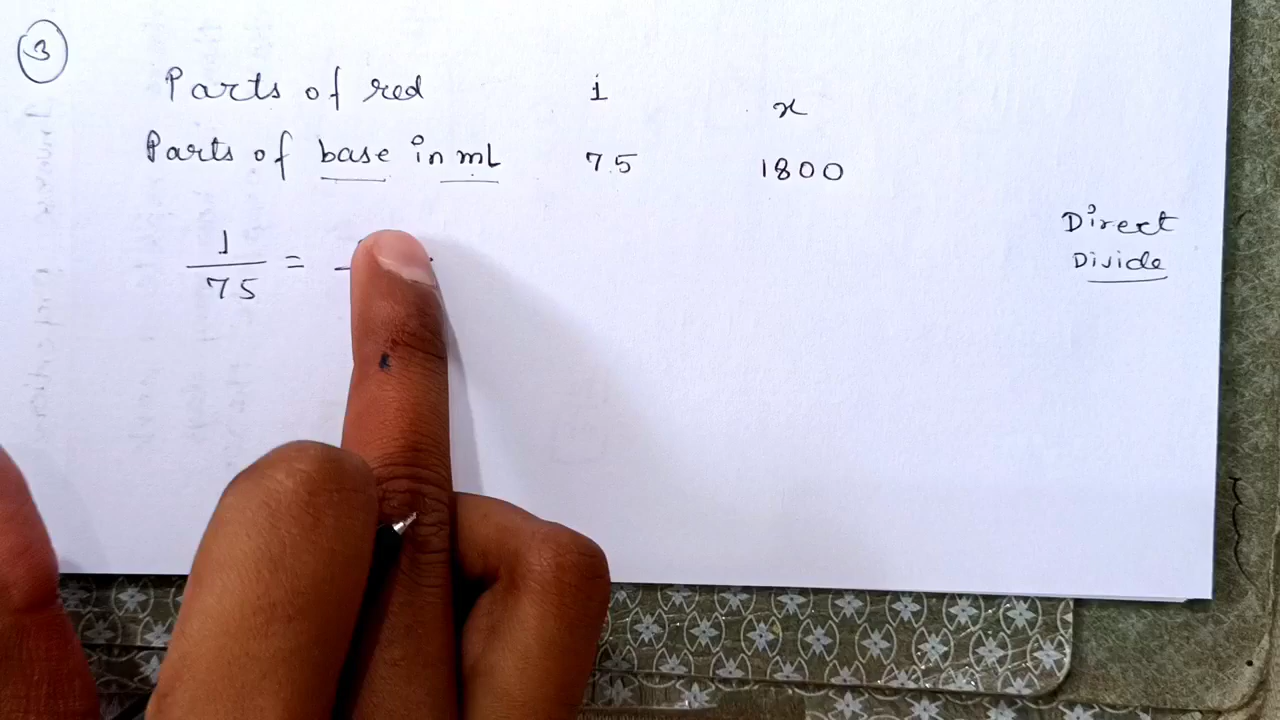 3
Parts of red 1 x
Parts of base in mL 75 1800
1
75 =
Direct
Divide